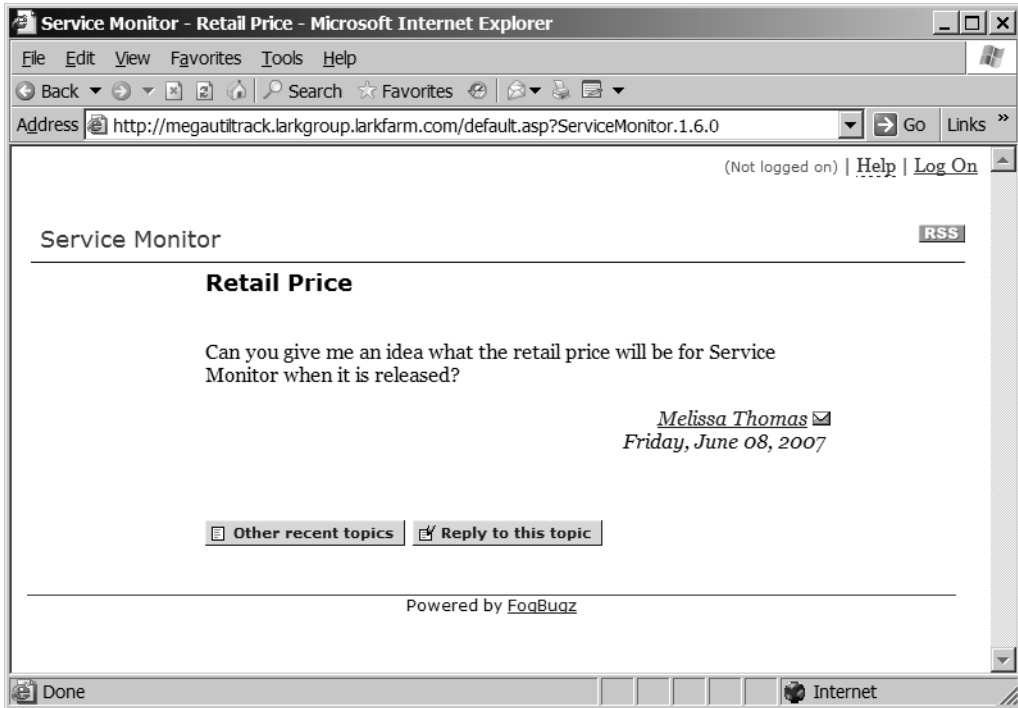 Service Monitor - Retail Price - Microsoft Internet Explorer
File Edit View Favorites Tools Help
Back Search Favorites
Address http://megautiltrack.larkgroup.larkfarm.com/default.asp?ServiceMonitor.1.6.0 Go Links »
(Not logged on) | Help | Log On
Service Monitor RSS
Retail Price
Can you give me an idea what the retail price will be for Service
Monitor when it is released?
Melissa Thomas
Friday, June 08, 2007
Other recent topics Reply to this topic
Powered by FogBugz
Done Internet